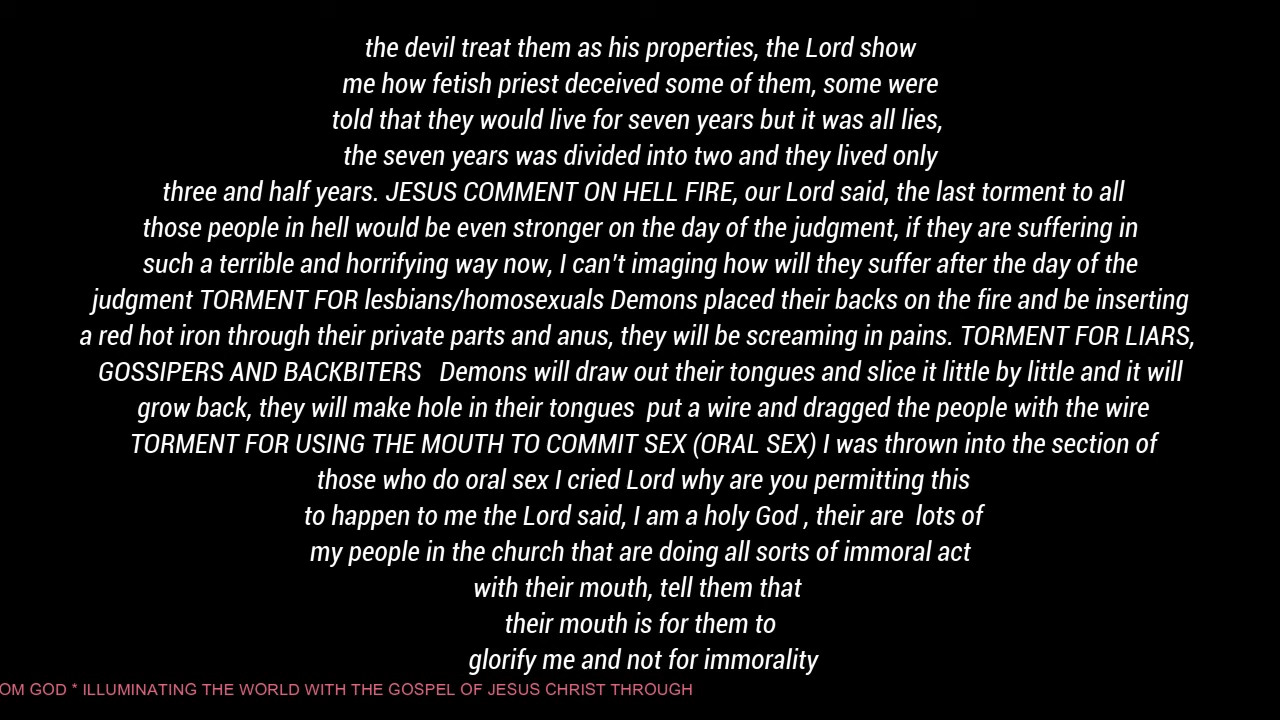 the devil treat them as his properties, the Lord show
me how fetish priest deceived some of them, some were
told that they would live for seven years but it was all lies,
the seven years was divided into two and they lived only
three and half years. JESUS COMMENT ON HELL FIRE, our Lord said, the last torment to all
those people in hell would be even stronger on the day of the judgment, if they are suffering in
such a terrible and horrifying way now, I can't imaging how will they suffer after the day of the
judgment TORMENT FOR lesbians/homosexuals Demons placed their backs on the fire and be inserting
a red hot iron through their private parts and anus, they will be screaming in pains. TORMENT FOR LIARS,
GOSSIPERS AND BACKBITERS   Demons will draw out their tongues and slice it little by little and it will
grow back, they will make hole in their tongues  put a wire and dragged the people with the wire
TORMENT FOR USING THE MOUTH TO COMMIT SEX (ORAL SEX) I was thrown into the section of
those who do oral sex I cried Lord why are you permitting this
to happen to me the Lord said, I am a holy God , their are  lots of
my people in the church that are doing all sorts of immoral act
with their mouth, tell them that
their mouth is for them to
glorify me and not for immorality
OM GOD * ILLUMINATING THE WORLD WITH THE GOSPEL OF JESUS CHRIST THROUGH